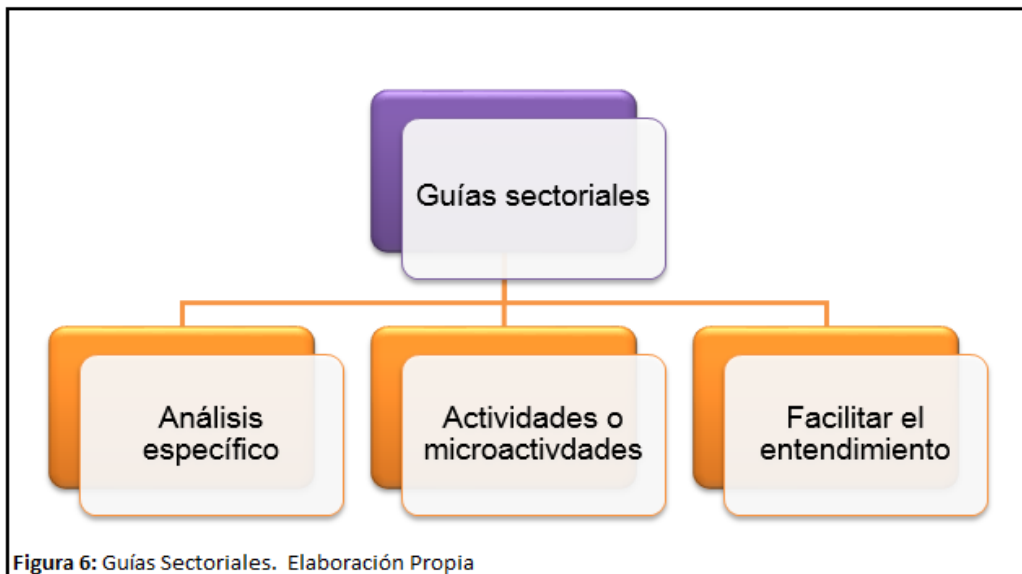 Guías sectoriales
Análisis
específico
Actividades o
microactivdades
Facilitar el
entendimiento
Figura 6: Guías Sectoriales. Elaboración Propia